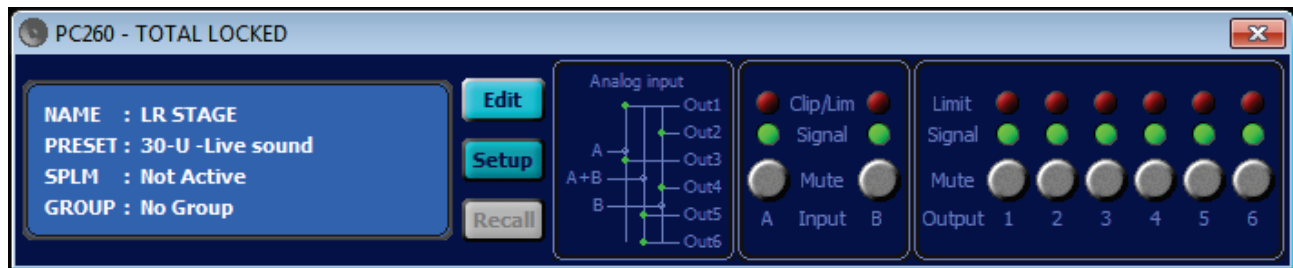 PC260 - TOTAL LOCKED
NAME : LR STAGE
PRESET : 30-U -Live sound
SPLM : Not Active
GROUP : No Group
Edit
Setup
Recall
Analog input
Out1
Out2
A
Out3
A+B
Out4
B
Out5
Out6
Clip/Lim
Signal
Mute
A Input B
Limit
Signal
Mute
Output 1 2 3 4 5 6